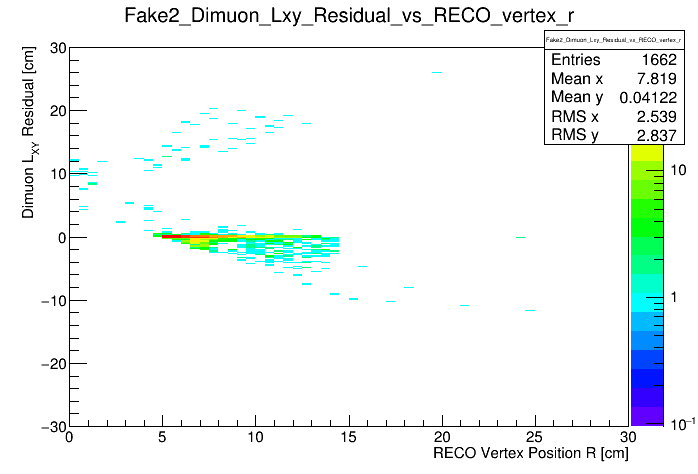 Fake2_Dimuon_Lxy_Residual_vs_RECO_vertex_r
Fake2_Dimuon_Lxy_Residual_vs_RECO_vertex_r
Entries 1662
Mean x 7.819
Mean y 0.04122
RMS x 2.539
RMS y 2.837
Dimuon LXY Residual [cm]
30
20
10
0
−10
−20
−30
0 5 10 15 20 25 30
RECO Vertex Position R [cm]
10
1
10−1